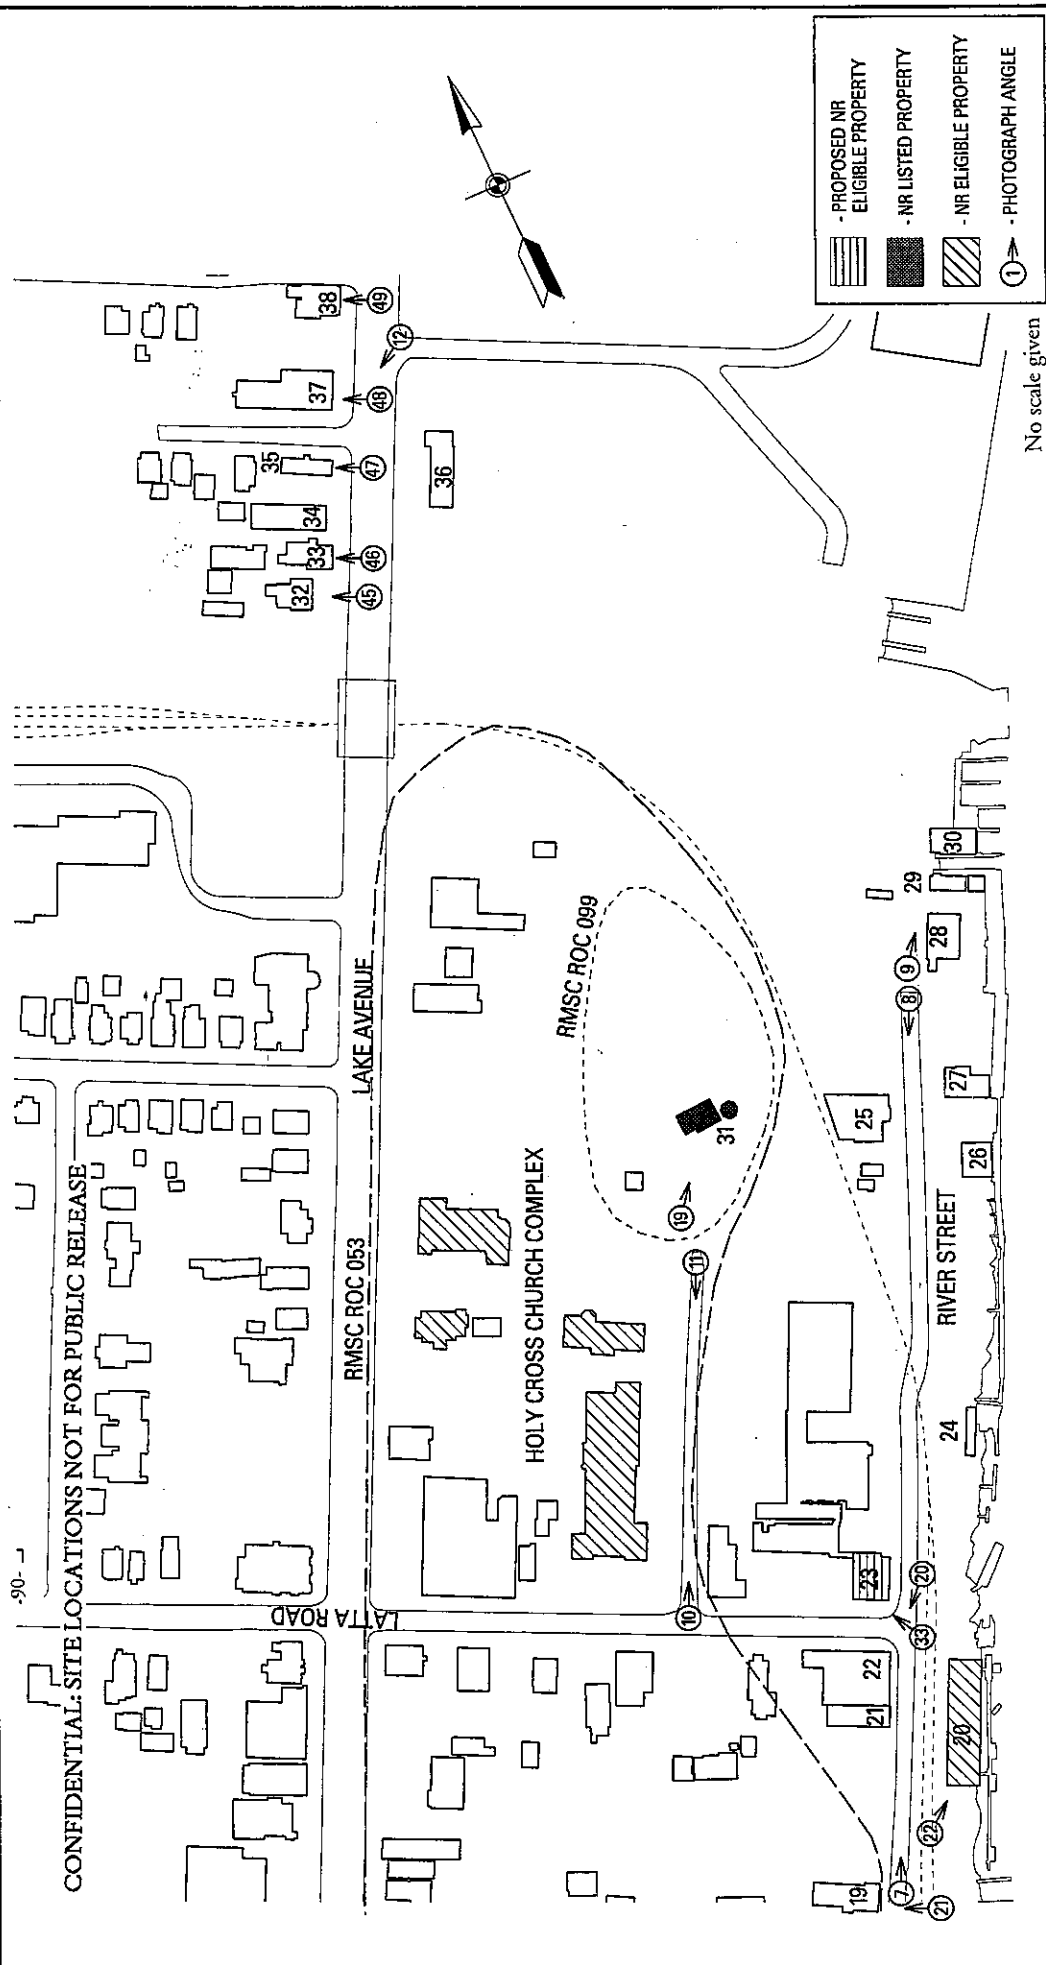 CONFIDENTIAL: SITE LOCATIONS NOT FOR PUBLIC RELEASE
-90-
- PROPOSED NR
ELIGIBLE PROPERTY
- NR LISTED PROPERTY
- NR ELIGIBLE PROPERTY
1 - PHOTOGRAPH ANGLE
No scale given
LATTA ROAD
RMSC ROC 053
LAKE AVENUE
HOLY CROSS CHURCH COMPLEX
RMSC ROC 099
RIVER STREET
32
33
34
35
37
38
36
45
46
47
48
49
12
31
19
11
10
25
23
22
21
19
7
21
22
20
33
20
24
26
27
28
29
30
8
9